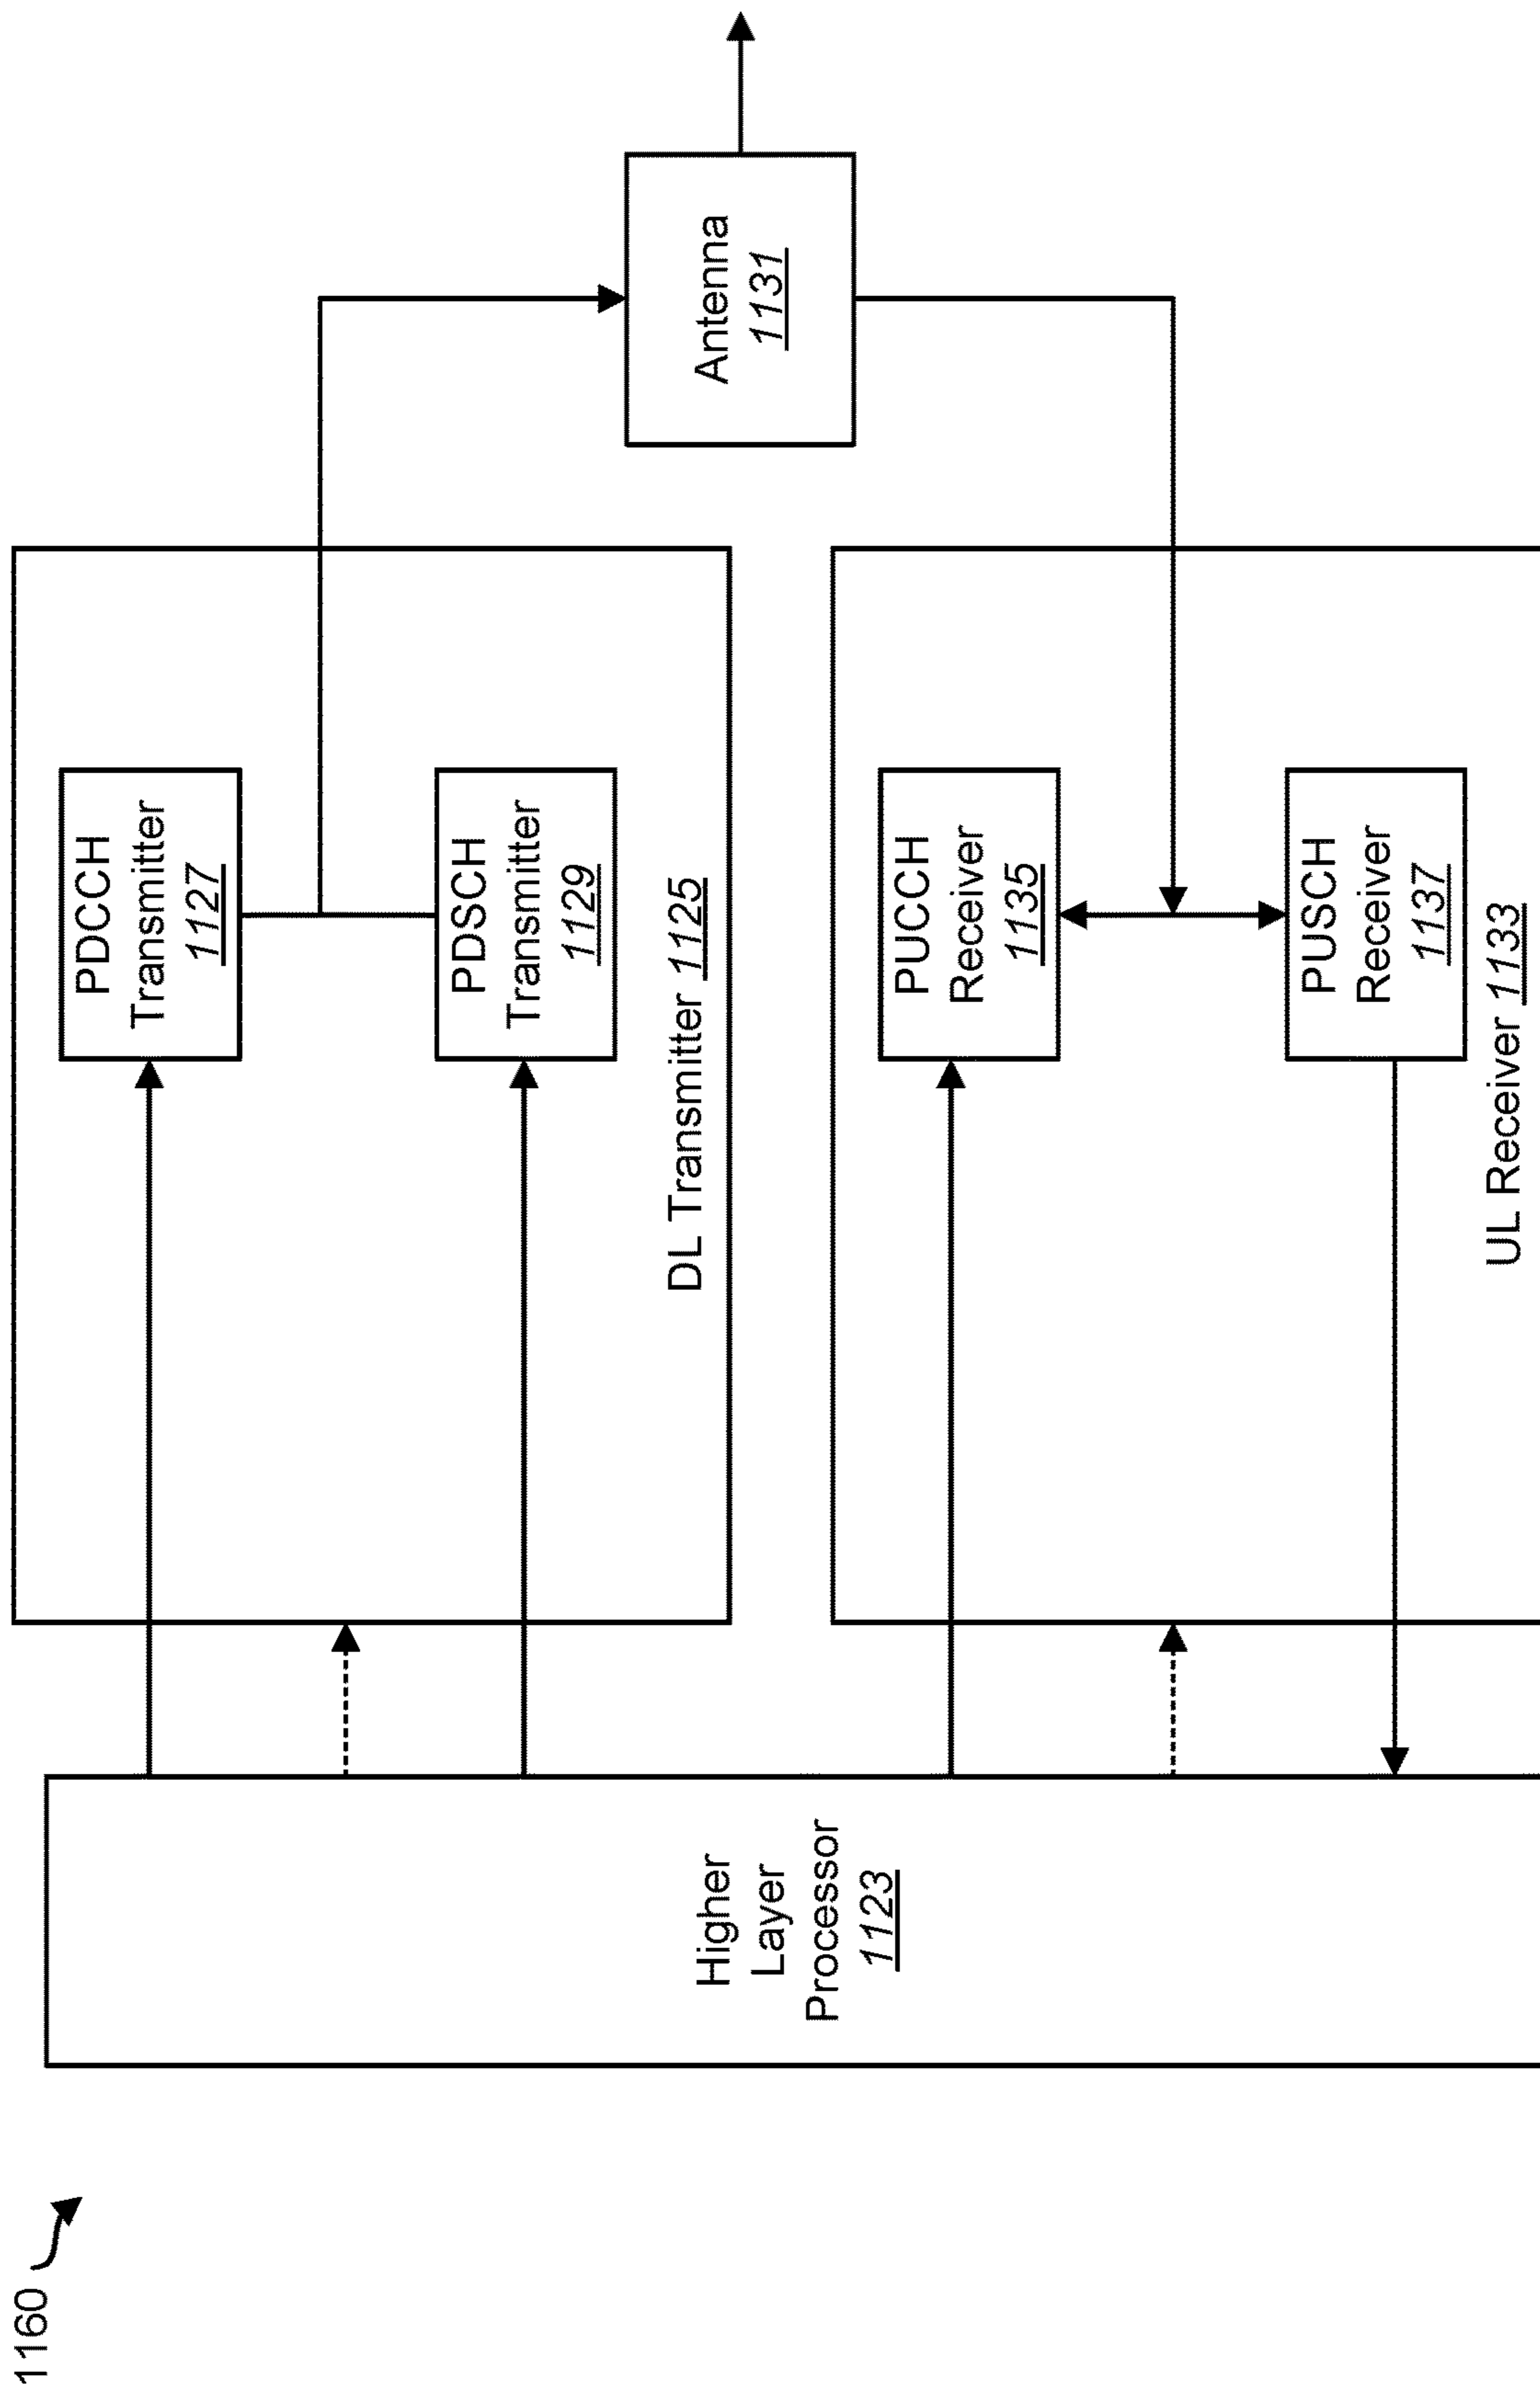 1160
Higher
Layer
Processor
1123
PDCCH
Transmitter
1127
PDSCH
Transmitter
1129
DL Transmitter 1125
PUCCH
Receiver
1135
PUSCH
Receiver
1137
UL Receiver 1133
Antenna
1131